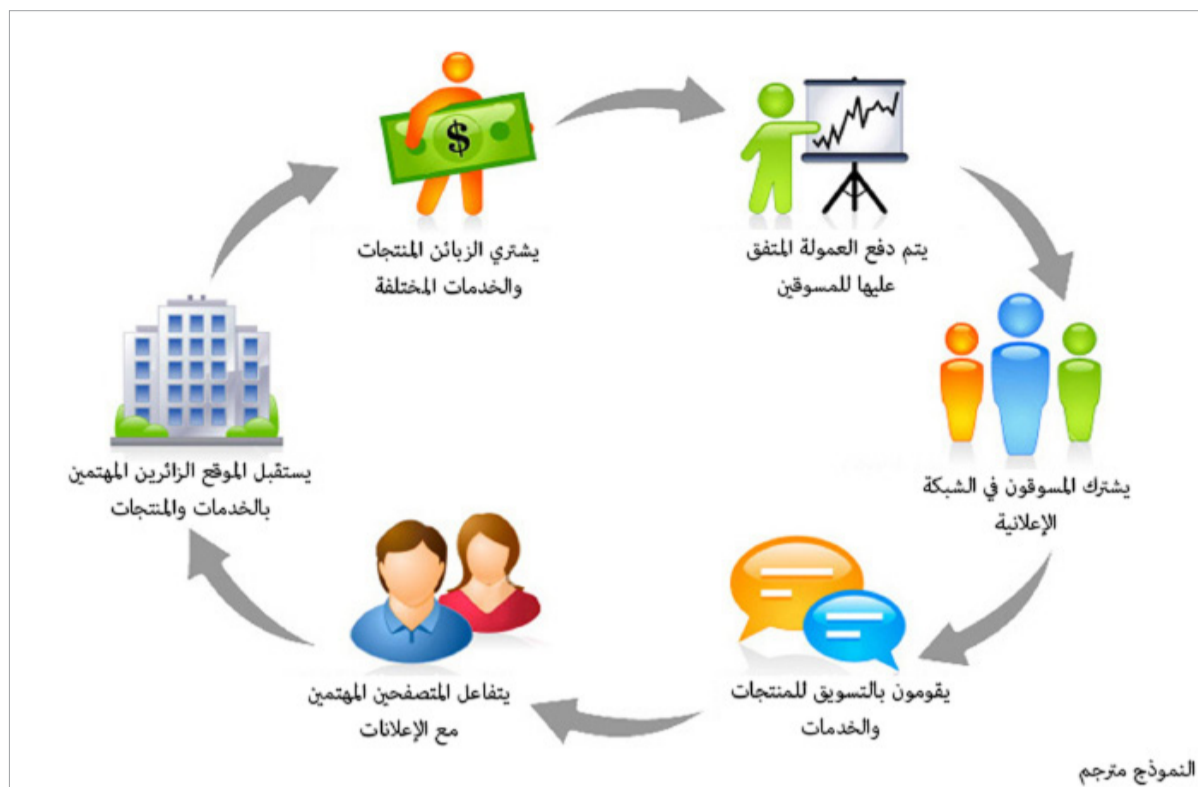 يشتري الزبائن المنتجات
والخدمات المختلفة
يتم دفع العمولة المتفق
عليها للمسوقين
يشترك المسوقون في الشبكة
الإعلانية
يقومون بالتسويق للمنتجات
والخدمات
يتفاعل المتصفحين المهتمين
مع الإعلانات
يستقبل الموقع الزائرين المهتمين
بالخدمات والمنتجات
$
النموذج مترجم